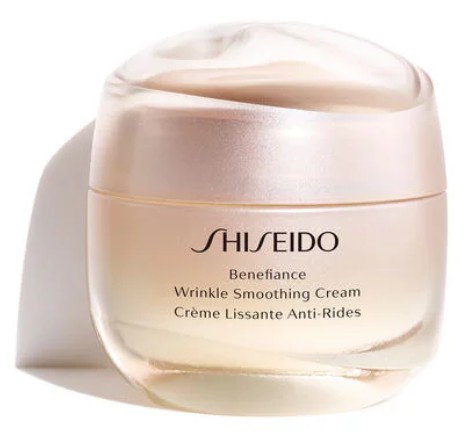 SHISEIDO
Benefiance
Wrinkle Smoothing Cream
Crème Lissante Anti-Rides